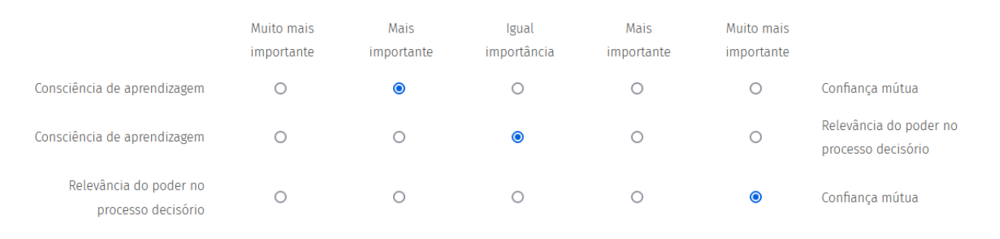 Muito mais
importante
Mais
importante
Igual
importância
Mais
importante
Muito mais
importante
Consciência de aprendizagem
Confiança mútua
Consciência de aprendizagem
Relevância do poder no
processo decisório
Relevância do poder no
processo decisório
Confiança mútua